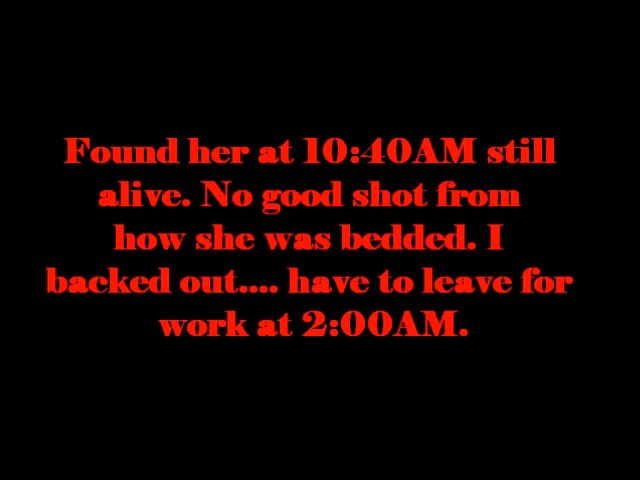 Found her at 10:40AM still
alive. No good shot from
how she was bedded. I
backed out.... have to leave for
work at 2:00AM.